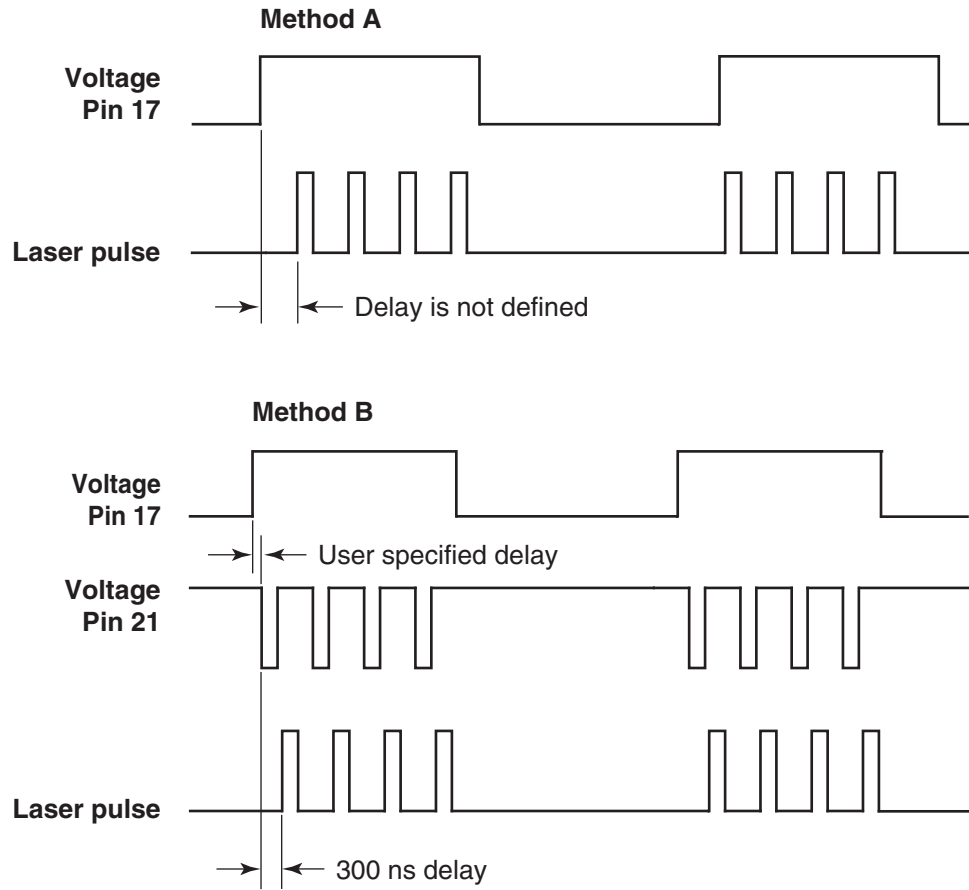 Method A
Voltage
Pin 17
Laser pulse
Delay is not defined
Method B
Voltage
Pin 17
User specified delay
Voltage
Pin 21
Laser pulse
300 ns delay